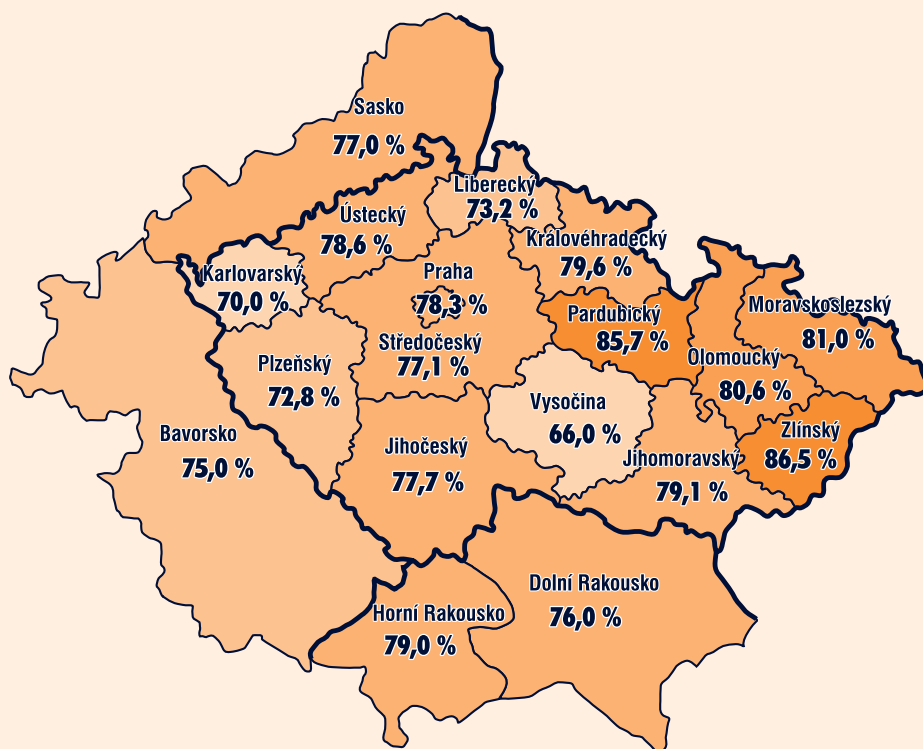 Sasko
77,0 %
Liberecký
73,2 %
Ústecký
78,6 %
Královéhradecký
79,6 %
Karlovarský
70,0 %
Praha
78,3 %
Moravskoslezský
81,0 %
Pardubický
85,7 %
Středočeský
77,1 %
Plzeňský
72,8 %
Olomoucký
80,6 %
Vysočina
66,0 %
Zlínský
86,5 %
Bavorsko
75,0 %
Jihočeský
77,7 %
Jihomoravský
79,1 %
Dolní Rakousko
76,0 %
Horní Rakousko
79,0 %